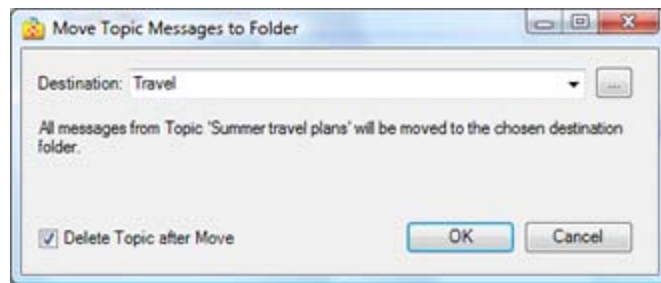 Move Topic Messages to Folder
Destination: Travel ...
All messages from Topic 'Summer travel plans' will be moved to the chosen destination
folder.
Delete Topic after Move OK Cancel